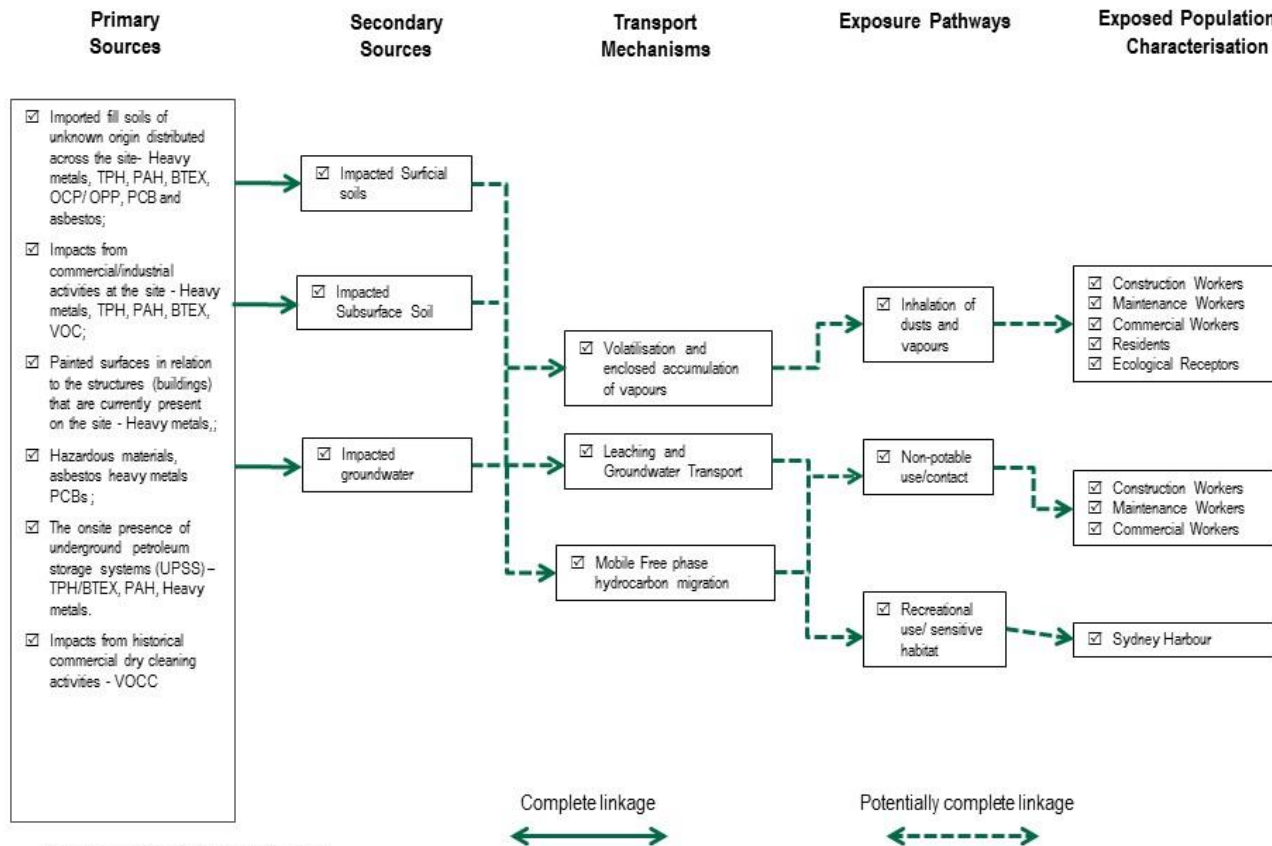 Primary
Sources
Secondary
Sources
Transport
Mechanisms
Exposure Pathways
Exposed Population
Characterisation
☑ Imported fill soils of
unknown origin distributed
across the site- Heavy
metals, TPH, PAH, BTEX,
OCP/ OPP, PCB and
asbestos;
☑ Impacts from
commercial/industrial
activities at the site - Heavy
metals, TPH, PAH, BTEX,
VOC;
☑ Painted surfaces in relation
to the structures (buildings)
that are currently present
on the site - Heavy metals,;
☑ Hazardous materials,
asbestos heavy metals
PCBs ;
☑ The onsite presence of
underground petroleum
storage systems (UPSS) –
TPH/BTEX, PAH, Heavy
metals.
☑ Impacts from historical
commercial dry cleaning
activities - VOCC
☑ Impacted Surficial
soils
☑ Impacted
Subsurface Soil
☑ Impacted
groundwater
☑ Volatilisation and
enclosed accumulation
of vapours
☑ Leaching and
Groundwater Transport
☑ Mobile Free phase
hydrocarbon migration
☑ Inhalation of
dusts and
vapours
☑ Non-potable
use/contact
☑ Recreational
use/ sensitive
habitat
☑ Construction Workers
☑ Maintenance Workers
☑ Commercial Workers
☑ Residents
☑ Ecological Receptors
☑ Construction Workers
☑ Maintenance Workers
☑ Commercial Workers
☑ Sydney Harbour
Complete linkage
Potentially complete linkage